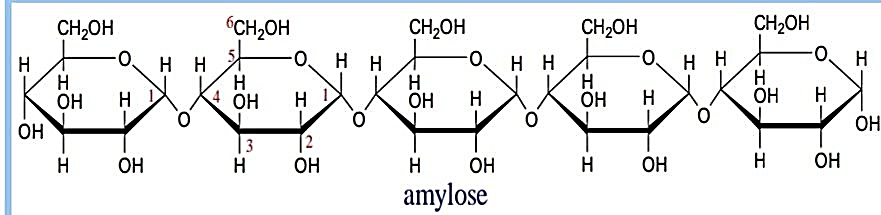 CH₂OH ⁶CH₂OH CH₂OH CH₂OH CH₂OH
H O H H 5 O H H O H H O H H O H
H H H H H
OH H 1 4 OH H 1 OH H OH H OH H
OH O O O O OH
3 2
H OH H OH H OH H OH H OH
amylose